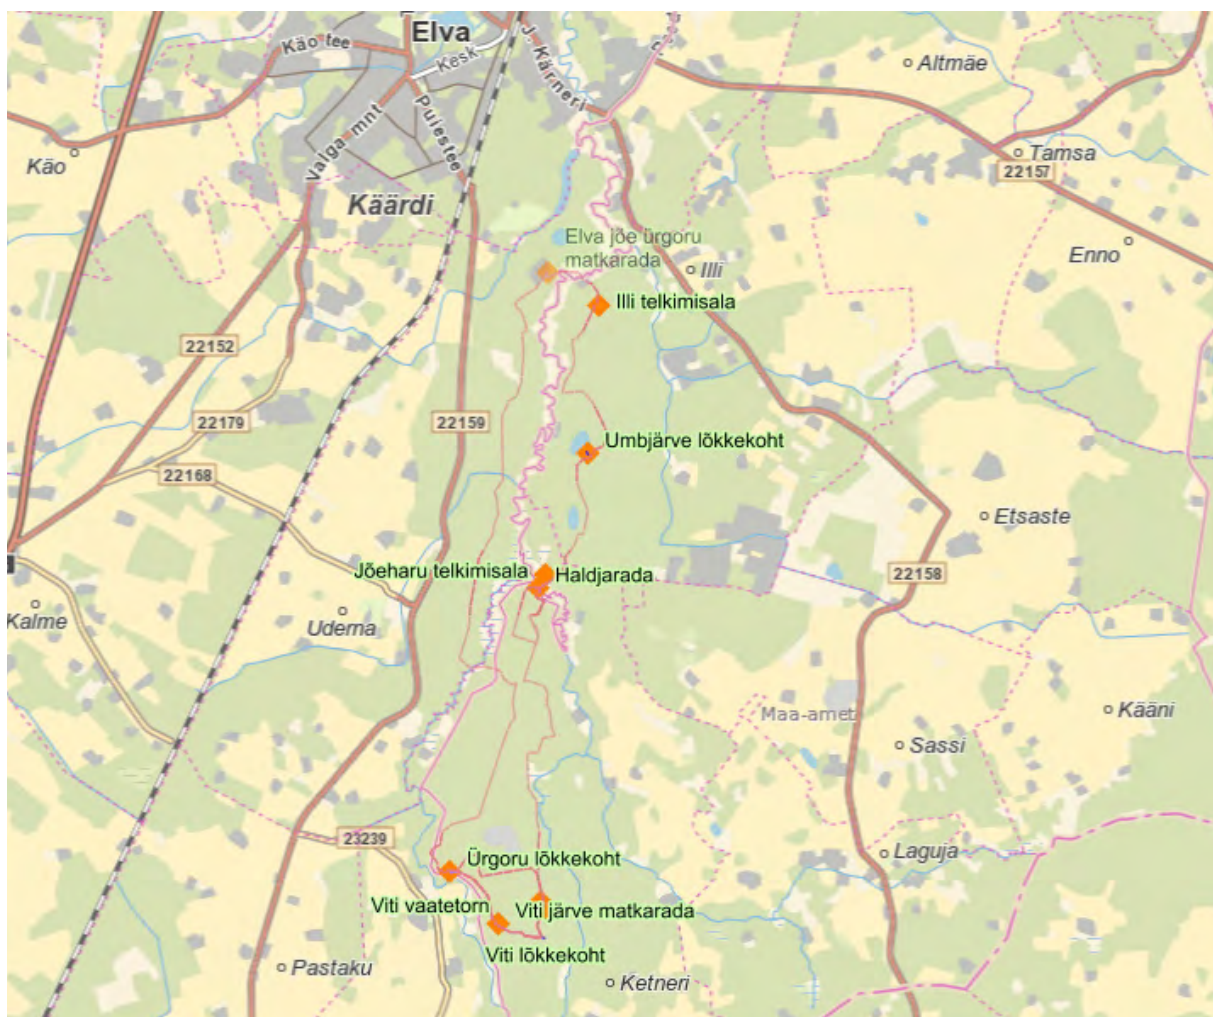 Elva
Käo tee
Kesk
J. Kärneri
Altmäe
Valga mnt
Puiestee
Käo
Tamsa
22157
Käärdi
Elva jõe ürgoru
matkarada
Enno
Illi
Illi telkimisala
22152
22179
22159
Umbjärve lõkkekoht
22168
Etsaste
Jõeharu telkimisala
Haldjarada
22158
Kalme
Uderna
Maa-amet
Kääni
Sassi
23239
Ürgoru lõkkekoht
Laguja
Viti vaatetorn
Viti järve matkarada
Viti lõkkekoht
Pastaku
Ketneri